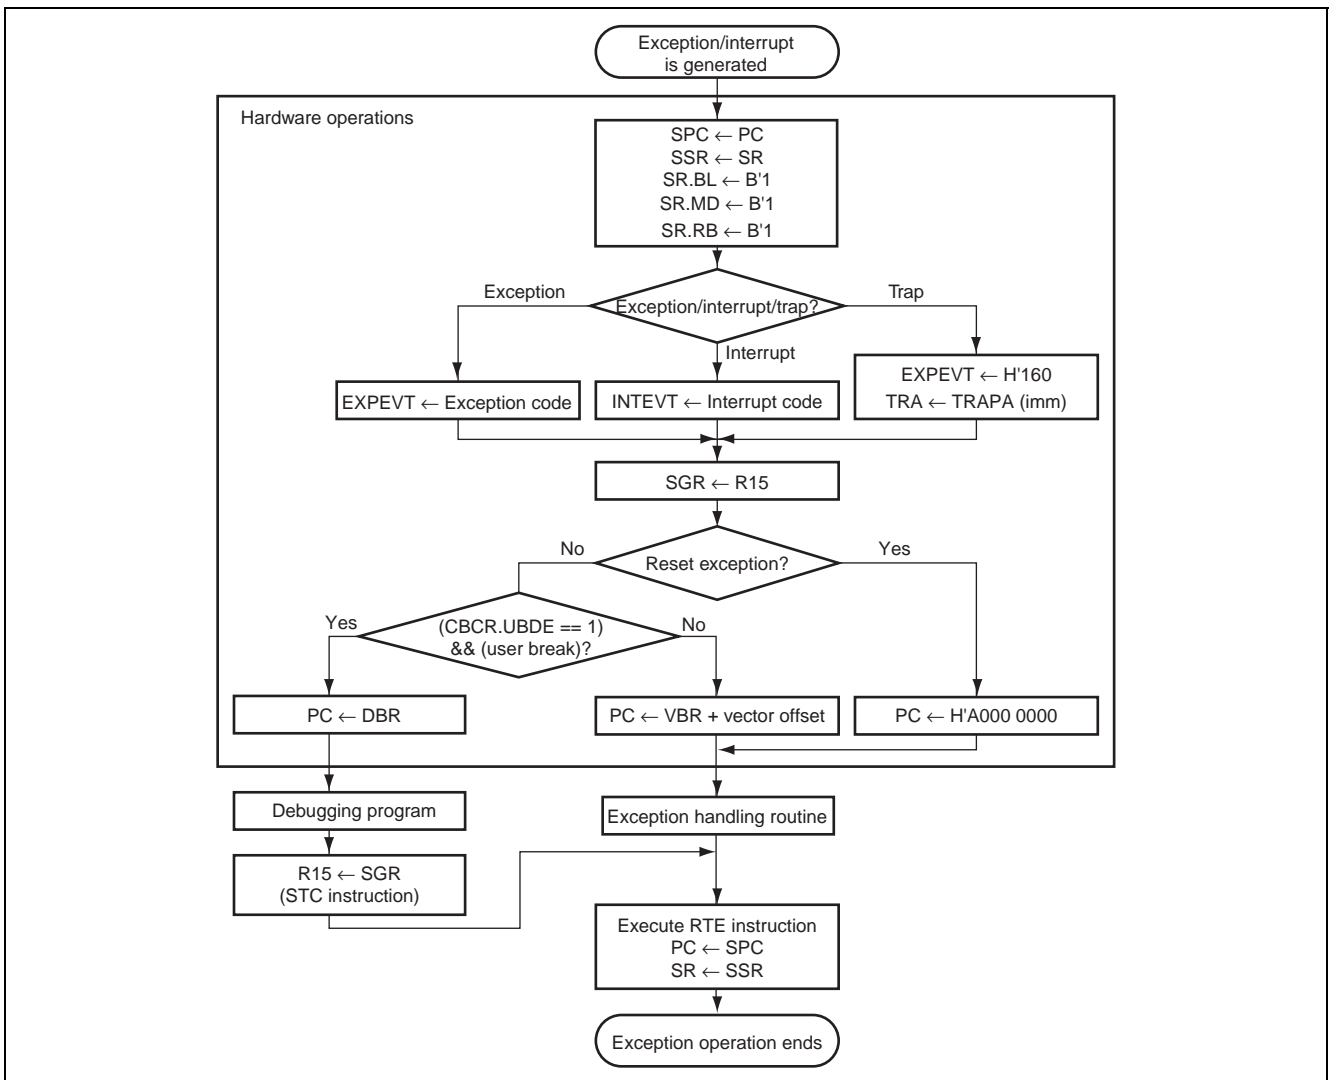 Exception/interrupt
is generated
Hardware operations
SPC ← PC
SSR ← SR
SR.BL ← B'1
SR.MD ← B'1
SR.RB ← B'1
Exception
Exception/interrupt/trap?
Trap
Interrupt
EXPEVT ← Exception code
INTEVT ← Interrupt code
EXPEVT ← H'160
TRA ← TRAPA (imm)
SGR ← R15
No
Reset exception?
Yes
Yes
(CBCR.UBDE == 1)
&& (user break)?
No
PC ← DBR
PC ← VBR + vector offset
PC ← H'A000 0000
Debugging program
Exception handling routine
R15 ← SGR
(STC instruction)
Execute RTE instruction
PC ← SPC
SR ← SSR
Exception operation ends